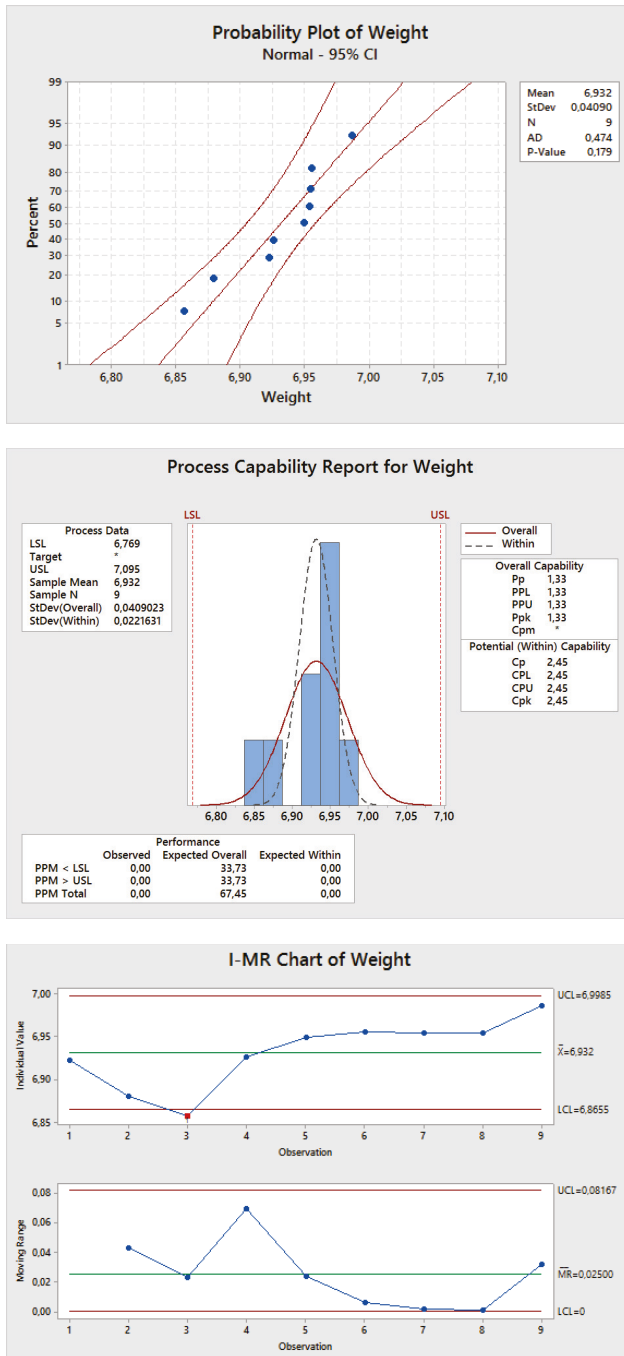 Probability Plot of Weight
Normal - 95% CI
Mean 6,932
StDev 0,04090
N 9
AD 0,474
P-Value 0,179
Percent
99
95
90
80
70
60
50
40
30
20
10
5
1
6,80 6,85 6,90 6,95 7,00 7,05 7,10
Weight
Process Capability Report for Weight
LSL USL
Process Data
LSL 6,769
Target *
USL 7,095
Sample Mean 6,932
Sample N 9
StDev(Overall) 0,0409023
StDev(Within) 0,0221631
Overall
Within
Overall Capability
Pp 1,33
PPL 1,33
PPU 1,33
Ppk 1,33
Cpm *
Potential (Within) Capability
Cp 2,45
CPL 2,45
CPU 2,45
Cpk 2,45
6,80 6,85 6,90 6,95 7,00 7,05 7,10
Performance
Observed Expected Overall Expected Within
PPM < LSL 0,00 33,73 0,00
PPM > USL 0,00 33,73 0,00
PPM Total 0,00 67,45 0,00
I-MR Chart of Weight
Individual Value
7,00
6,95
6,90
6,85
UCL=6,9985
X̄=6,932
LCL=6,8655
1 2 3 4 5 6 7 8 9
Observation
Moving Range
0,08
0,06
0,04
0,02
0,00
UCL=0,08167
M̅R̅=0,02500
LCL=0
1 2 3 4 5 6 7 8 9
Observation